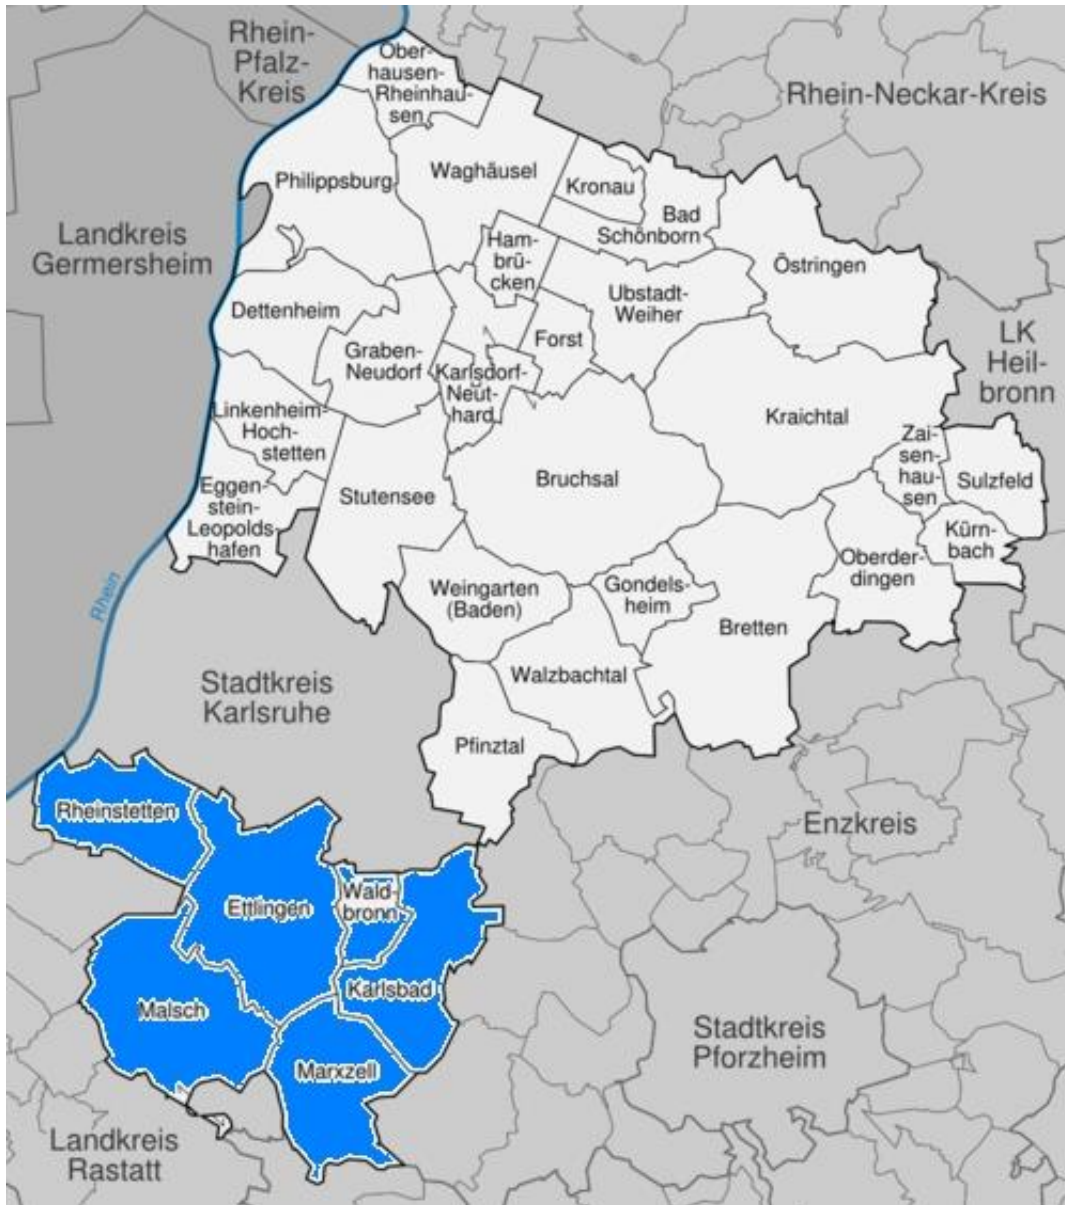 Rhein-
Pfalz-
Kreis
Ober-
hausen-
Rheinhau-
sen
Rhein-Neckar-Kreis
Philippsburg
Waghäusel
Kronau
Bad
Schönborn
Landkreis
Germersheim
Ham-
brü-
cken
Östringen
Dettenheim
Ubstadt-
Weiher
Graben-
Neudorf
Forst
LK
Heil-
bronn
Karlsdorf-
Neut-
hard
Linkenheim-
Hoch-
stetten
Kraichtal
Zai-
sen-
hau-
sen
Sulzfeld
Eggen-
stein-
Leopolds-
hafen
Stutensee
Bruchsal
Kürn-
bach
Oberder-
dingen
Rhein
Weingarten
(Baden)
Gondels-
heim
Bretten
Walzbachtal
Stadtkreis
Karlsruhe
Pfinztal
Rheinstetten
Enzkreis
Ettlingen
Wald-
bronn
Karlsbad
Malsch
Stadtkreis
Pforzheim
Marxzell
Landkreis
Rastatt